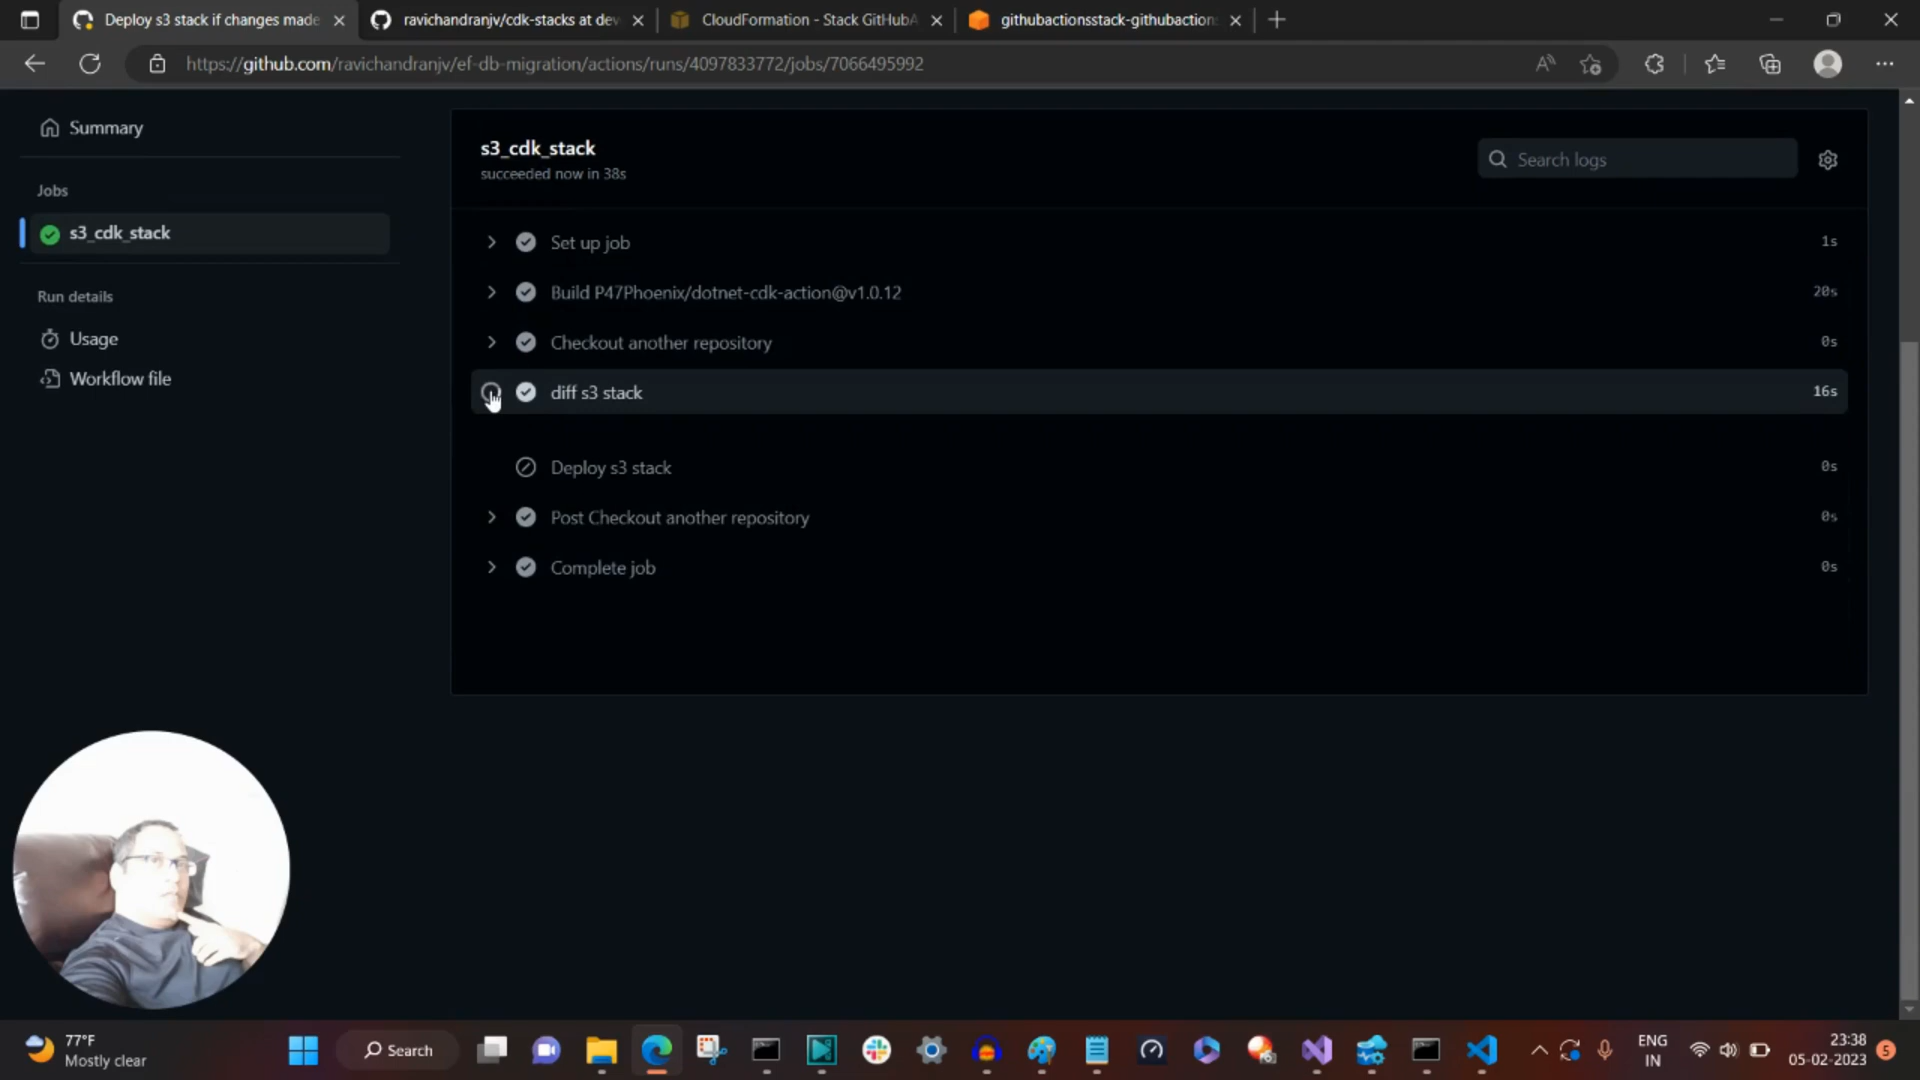 Deploy s3 stack if changes made
ravichandranjv/cdk-stacks at dev
CloudFormation - Stack GitHubA
githubactionsstack-githubaction
https://github.com/ravichandranjv/ef-db-migration/actions/runs/4097833772/jobs/7066495992
Summary
Jobs
s3_cdk_stack
Run details
Usage
Workflow file
s3_cdk_stack
succeeded now in 38s
Search logs
Set up job
1s
Build P47Phoenix/dotnet-cdk-action@v1.0.12
20s
Checkout another repository
0s
diff s3 stack
16s
Deploy s3 stack
0s
Post Checkout another repository
0s
Complete job
0s
77°F
Mostly clear
Search
ENG
IN
23:38
05-02-2023
5